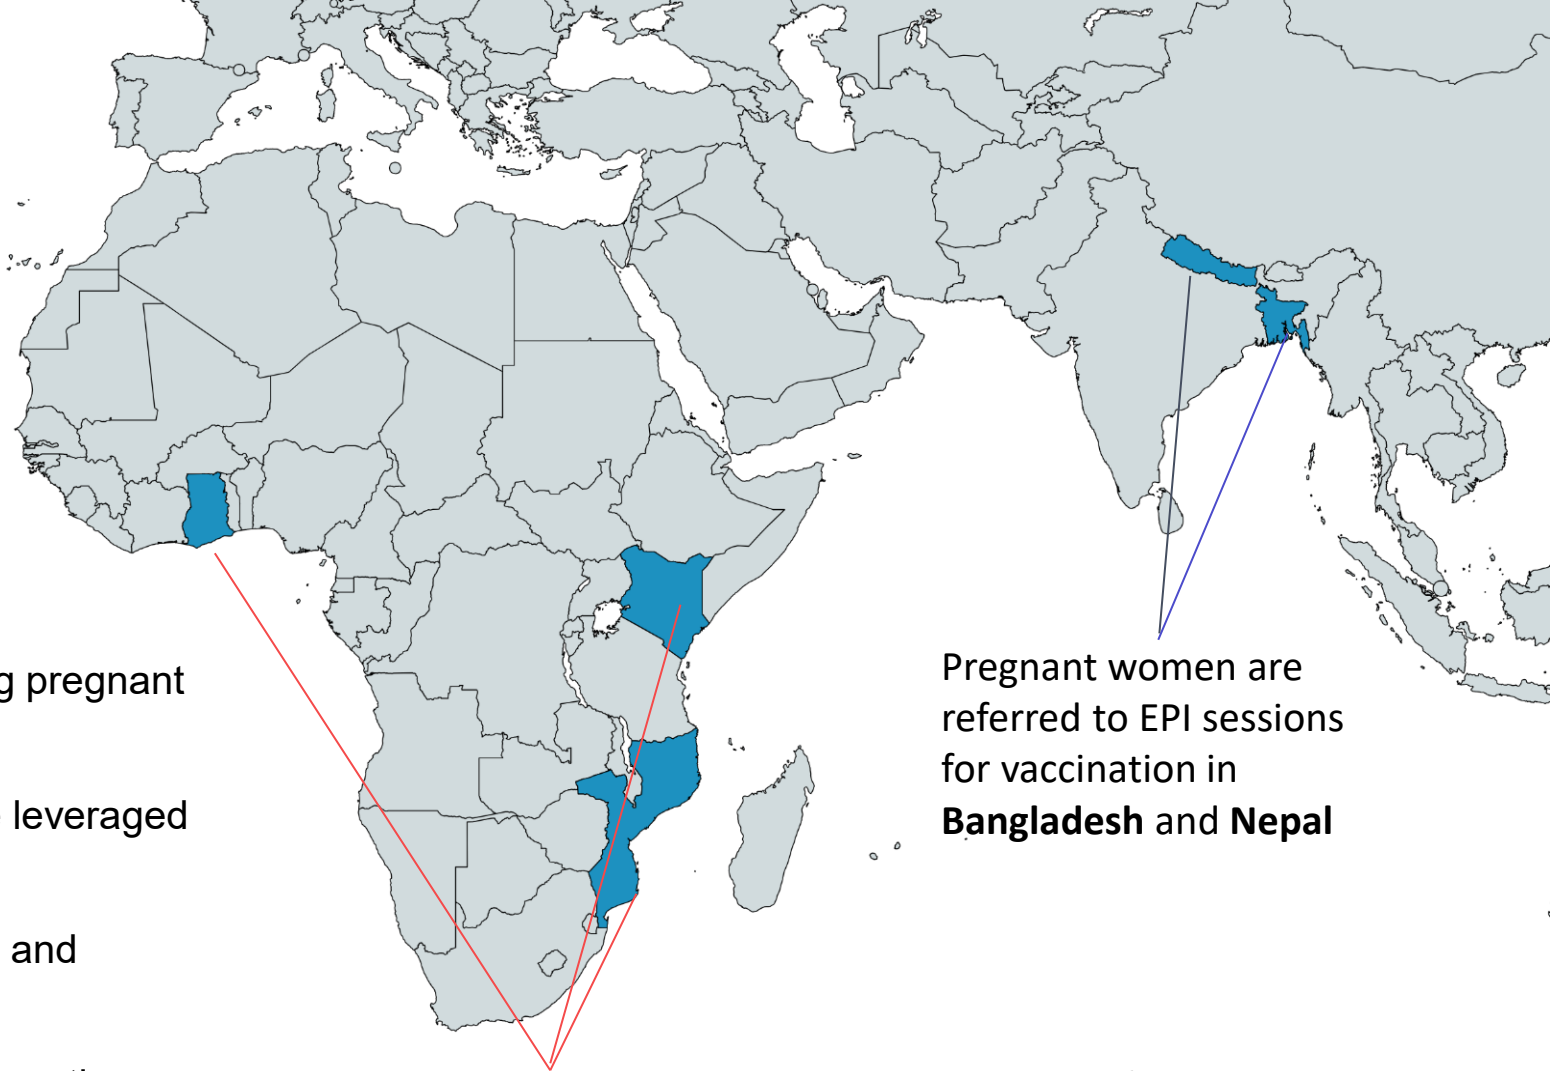 pregnant
leveraged
and
Pregnant women are
referred to EPI sessions
for vaccination in
Bangladesh and Nepal